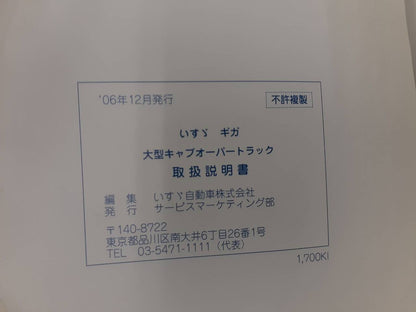 '06年12月発行
不許複製
いすゞ ギガ
大型キャブオーバートラック
取扱説明書
編 集 いすゞ自動車株式会社
発行 サービスマーケティング部
〒140-8722
東京都品川区南大井6丁目26番1号
TEL 03-5471-1111（代表）
1,700KI